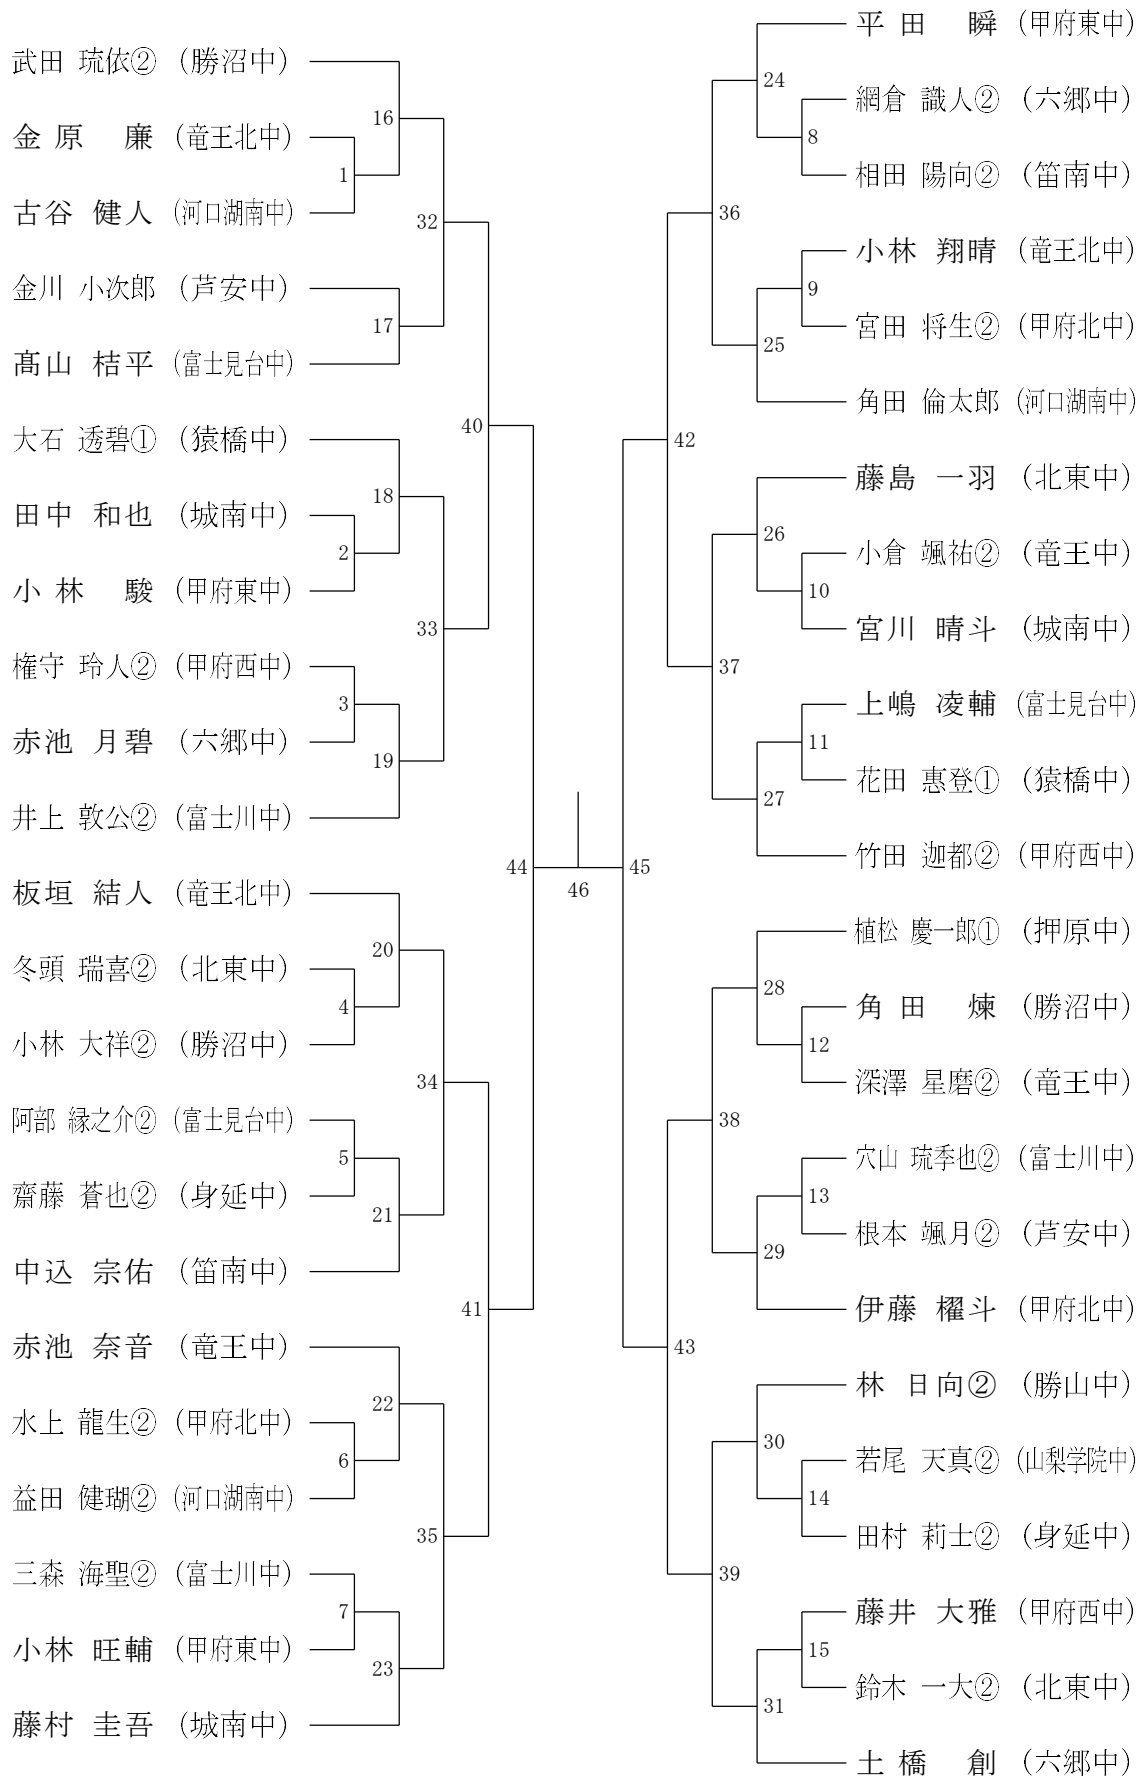 武田 琉依② (勝沼中)
金原 廉 (竜王北中)
古谷 健人 (河口湖南中)
金川 小次郎 (芦安中)
髙山 桔平 (富士見台中)
大石 透碧① (猿橋中)
田中 和也 (城南中)
小林 駿 (甲府東中)
権守 玲人② (甲府西中)
赤池 月碧 (六郷中)
井上 敦公② (富士川中)
板垣 結人 (竜王北中)
冬頭 瑞喜② (北東中)
小林 大祥② (勝沼中)
阿部 縁之介② (富士見台中)
齋藤 蒼也② (身延中)
中込 宗佑 (笛南中)
赤池 奈音 (竜王中)
水上 龍生② (甲府北中)
益田 健瑚② (河口湖南中)
三森 海聖② (富士川中)
小林 旺輔 (甲府東中)
藤村 圭吾 (城南中)
1
2
3
4
5
6
7
16
17
18
19
20
21
22
23
32
33
34
35
40
41
44
46
45
42
43
36
37
38
39
24
25
26
27
28
29
30
31
8
9
10
11
12
13
14
15
平田 瞬 (甲府東中)
網倉 識人② (六郷中)
相田 陽向② (笛南中)
小林 翔晴 (竜王北中)
宮田 将生② (甲府北中)
角田 倫太郎 (河口湖南中)
藤島 一羽 (北東中)
小倉 颯祐② (竜王中)
宮川 晴斗 (城南中)
上嶋 凌輔 (富士見台中)
花田 惠登① (猿橋中)
竹田 迦都② (甲府西中)
植松 慶一郎① (押原中)
角田 煉 (勝沼中)
深澤 星磨② (竜王中)
穴山 琉季也② (富士川中)
根本 颯月② (芦安中)
伊藤 櫂斗 (甲府北中)
林 日向② (勝山中)
若尾 天真② (山梨学院中)
田村 莉士② (身延中)
藤井 大雅 (甲府西中)
鈴木 一大② (北東中)
土橋 創 (六郷中)